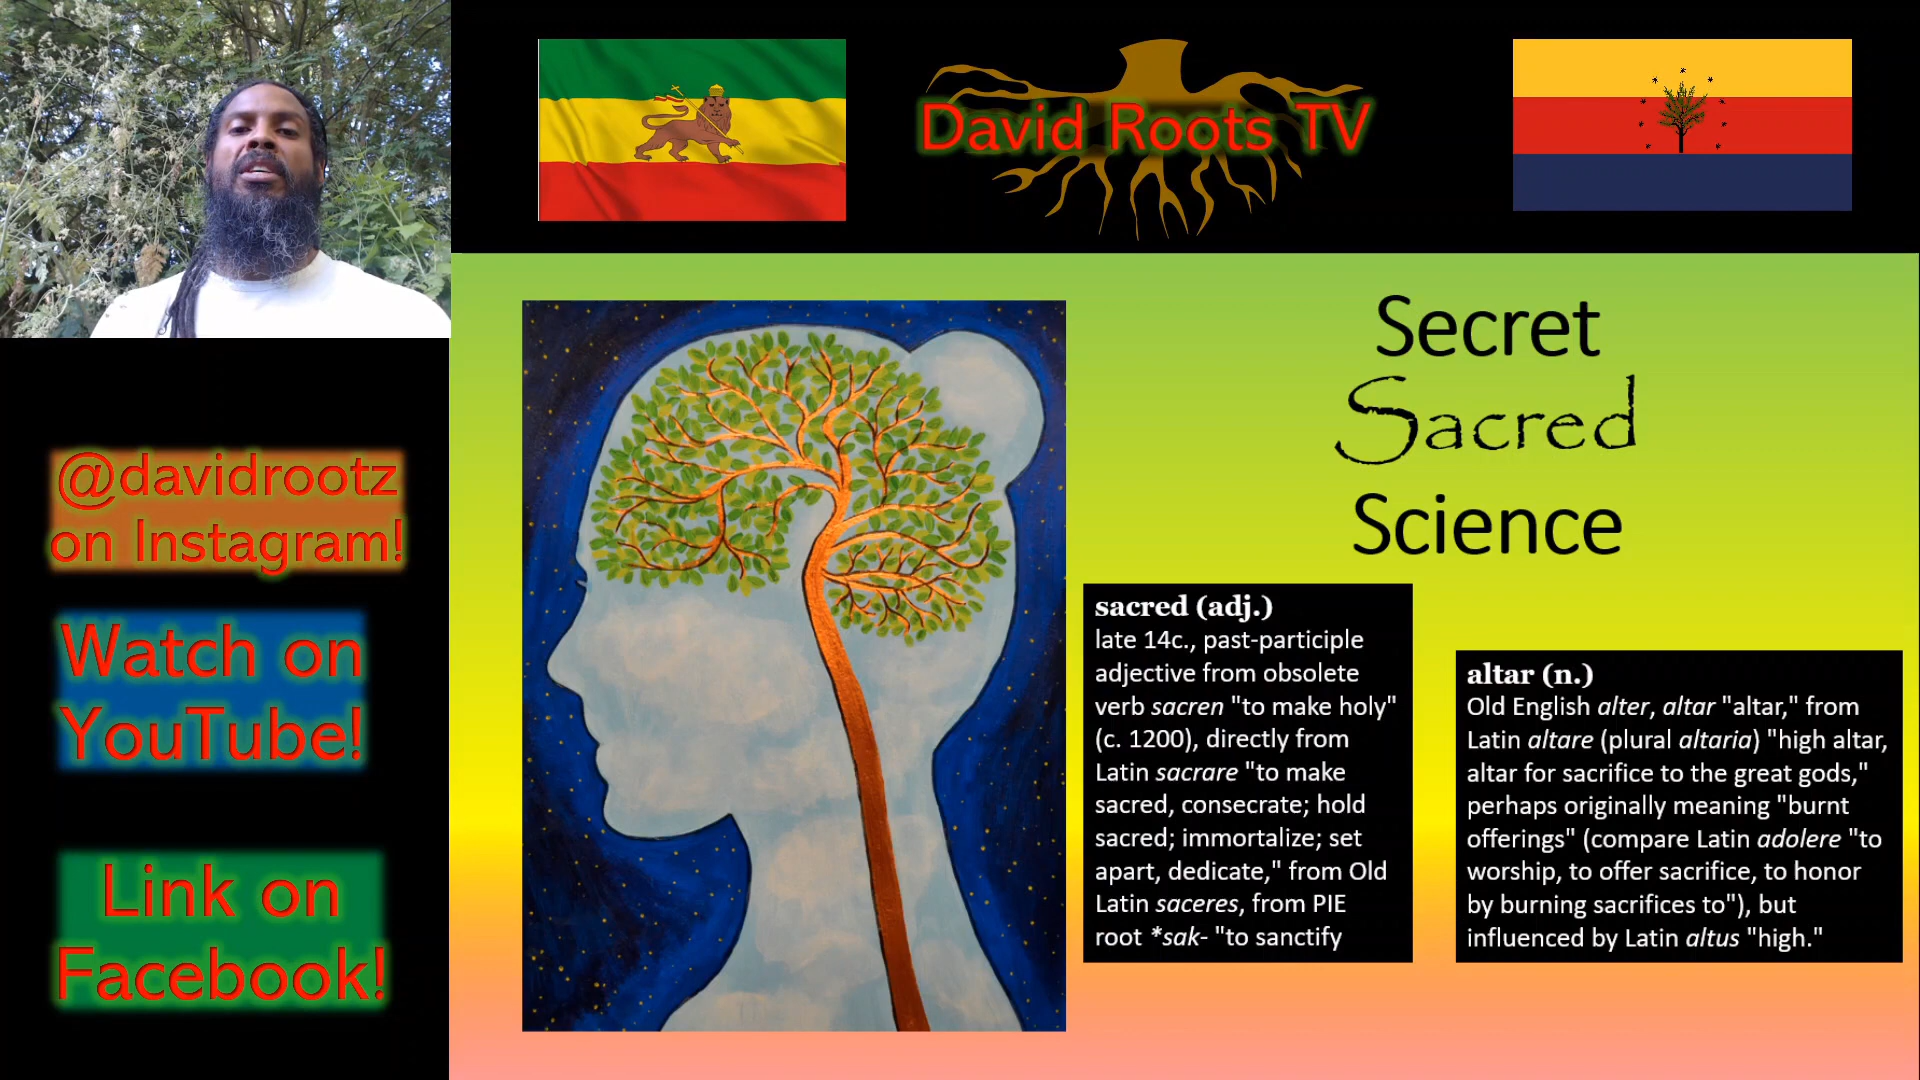 David Roots TV
@davidrootz
on Instagram!
Watch on
YouTube!
Link on
Facebook!
Secret
Sacred
Science
sacred (adj.)
late 14c., past-participle
adjective from obsolete
verb sacren "to make holy"
(c. 1200), directly from
Latin sacrare "to make
sacred, consecrate; hold
sacred; immortalize; set
apart, dedicate," from Old
Latin saceres, from PIE
root *sak- "to sanctify
altar (n.)
Old English alter, altar "altar," from
Latin altare (plural altaria) "high altar,
altar for sacrifice to the great gods,"
perhaps originally meaning "burnt
offerings" (compare Latin adolere "to
worship, to offer sacrifice, to honor
by burning sacrifices to"), but
influenced by Latin altus "high."